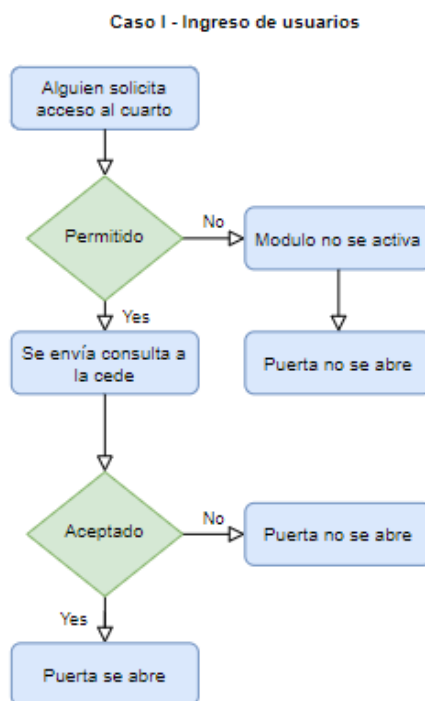 Caso I - Ingreso de usuarios
Alguien solicita
acceso al cuarto
Permitido
No
Modulo no se activa
Yes
Se envía consulta a
la cede
Puerta no se abre
Aceptado
No
Puerta no se abre
Yes
Puerta se abre